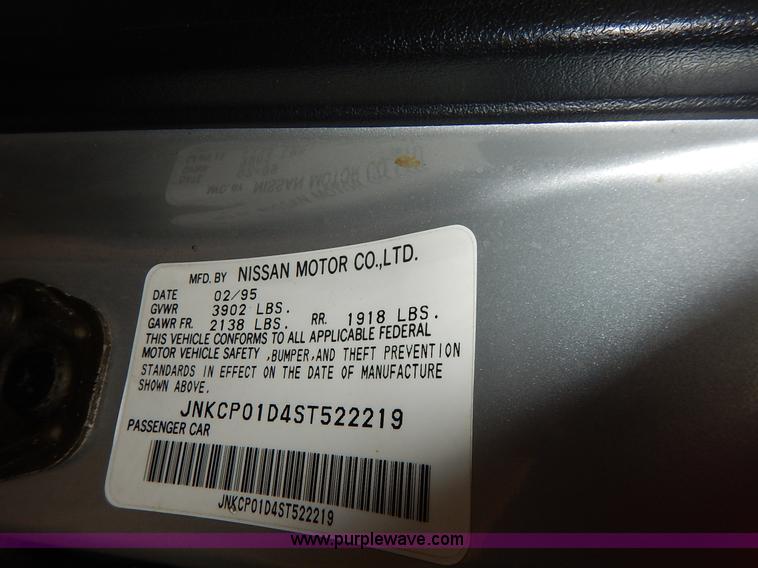 MFD. BY NISSAN MOTOR CO.,LTD.
DATE 02/95
GVWR 3902 LBS.
GAWR FR. 2138 LBS. RR. 1918 LBS.
THIS VEHICLE CONFORMS TO ALL APPLICABLE FEDERAL
MOTOR VEHICLE SAFETY ,BUMPER,AND THEFT PREVENTION
STANDARDS IN EFFECT ON THE DATE OF MANUFACTURE
SHOWN ABOVE.
JNKCP01D4ST522219
PASSENGER CAR
JNKCP01D4ST522219
www.purplewave.com